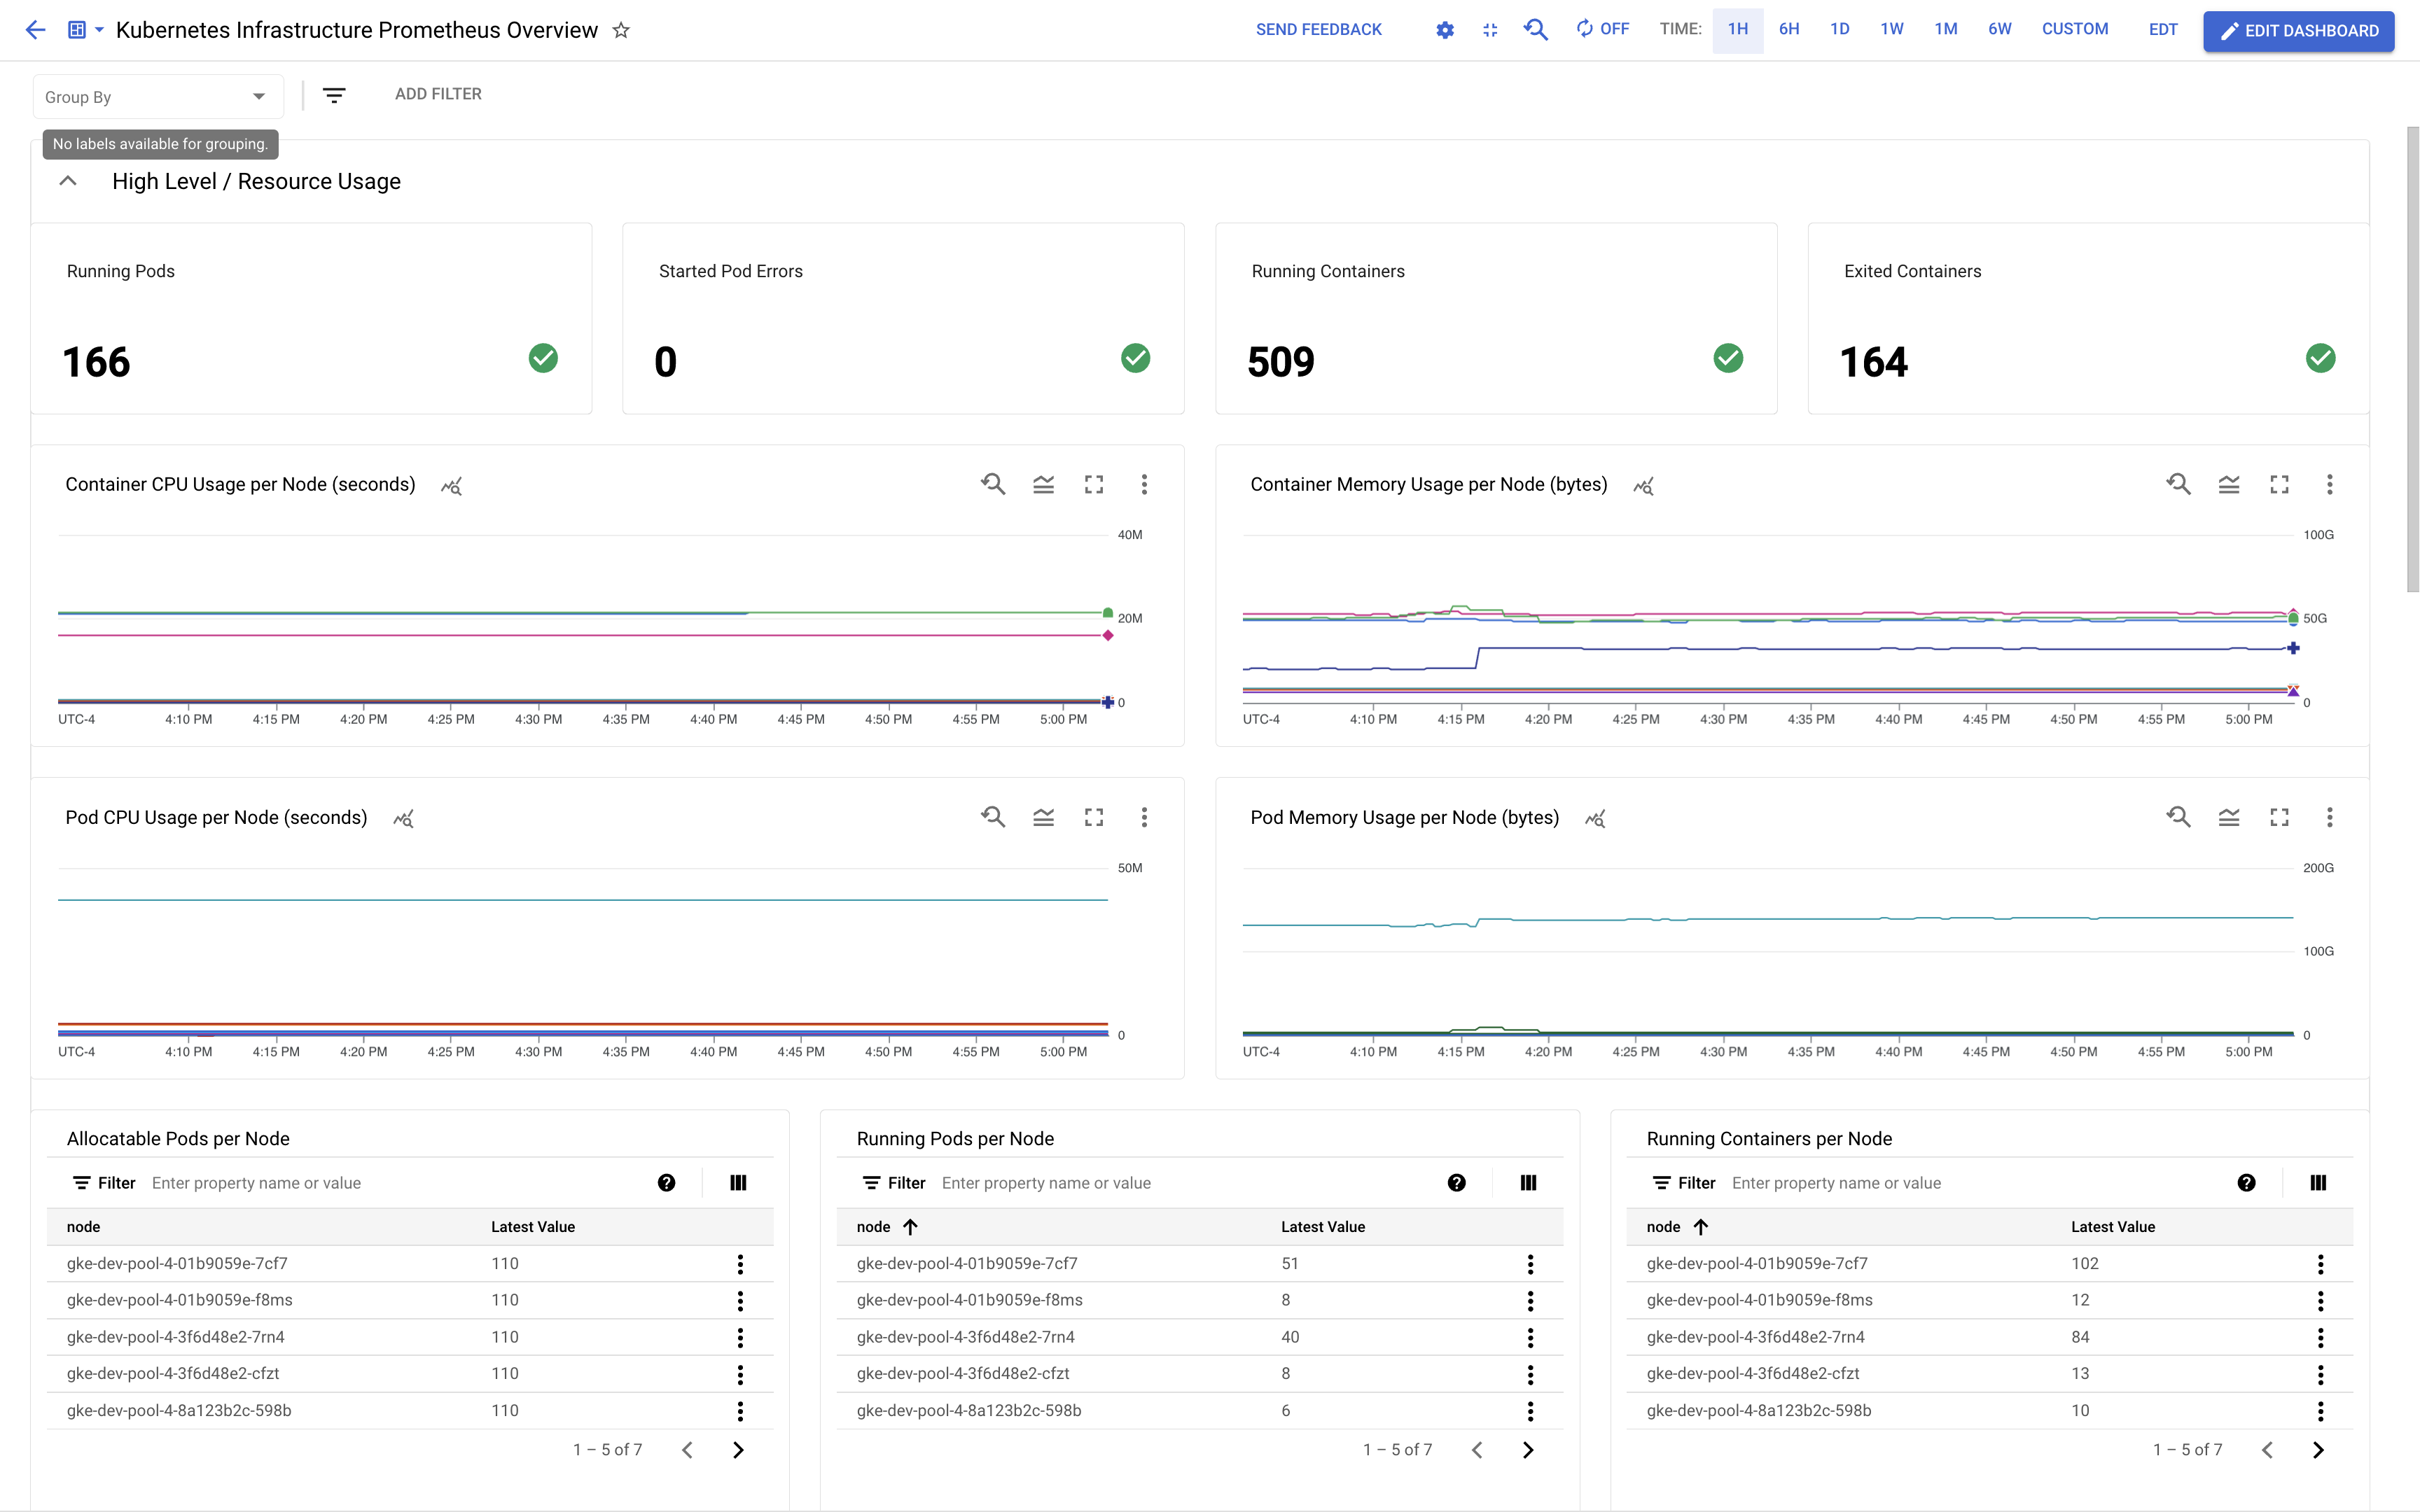 Kubernetes Infrastructure Prometheus Overview
SEND FEEDBACK
OFF
TIME:
1H
6H
1D
1W
1M
6W
CUSTOM
EDT
EDIT DASHBOARD
Group By
ADD FILTER
No labels available for grouping.
High Level / Resource Usage
Running Pods
166
Started Pod Errors
0
Running Containers
509
Exited Containers
164
Container CPU Usage per Node (seconds)
40M
20M
0
UTC-4 4:10 PM 4:15 PM 4:20 PM 4:25 PM 4:30 PM 4:35 PM 4:40 PM 4:45 PM 4:50 PM 4:55 PM 5:00 PM
Container Memory Usage per Node (bytes)
100G
50G
0
UTC-4 4:10 PM 4:15 PM 4:20 PM 4:25 PM 4:30 PM 4:35 PM 4:40 PM 4:45 PM 4:50 PM 4:55 PM 5:00 PM
Pod CPU Usage per Node (seconds)
50M
0
UTC-4 4:10 PM 4:15 PM 4:20 PM 4:25 PM 4:30 PM 4:35 PM 4:40 PM 4:45 PM 4:50 PM 4:55 PM 5:00 PM
Pod Memory Usage per Node (bytes)
200G
100G
0
UTC-4 4:10 PM 4:15 PM 4:20 PM 4:25 PM 4:30 PM 4:35 PM 4:40 PM 4:45 PM 4:50 PM 4:55 PM 5:00 PM
Allocatable Pods per Node
Filter Enter property name or value
node Latest Value
gke-dev-pool-4-01b9059e-7cf7 110
gke-dev-pool-4-01b9059e-f8ms 110
gke-dev-pool-4-3f6d48e2-7rn4 110
gke-dev-pool-4-3f6d48e2-cfzt 110
gke-dev-pool-4-8a123b2c-598b 110
1 – 5 of 7
Running Pods per Node
Filter Enter property name or value
node Latest Value
gke-dev-pool-4-01b9059e-7cf7 51
gke-dev-pool-4-01b9059e-f8ms 8
gke-dev-pool-4-3f6d48e2-7rn4 40
gke-dev-pool-4-3f6d48e2-cfzt 8
gke-dev-pool-4-8a123b2c-598b 6
1 – 5 of 7
Running Containers per Node
Filter Enter property name or value
node Latest Value
gke-dev-pool-4-01b9059e-7cf7 102
gke-dev-pool-4-01b9059e-f8ms 12
gke-dev-pool-4-3f6d48e2-7rn4 84
gke-dev-pool-4-3f6d48e2-cfzt 13
gke-dev-pool-4-8a123b2c-598b 10
1 – 5 of 7